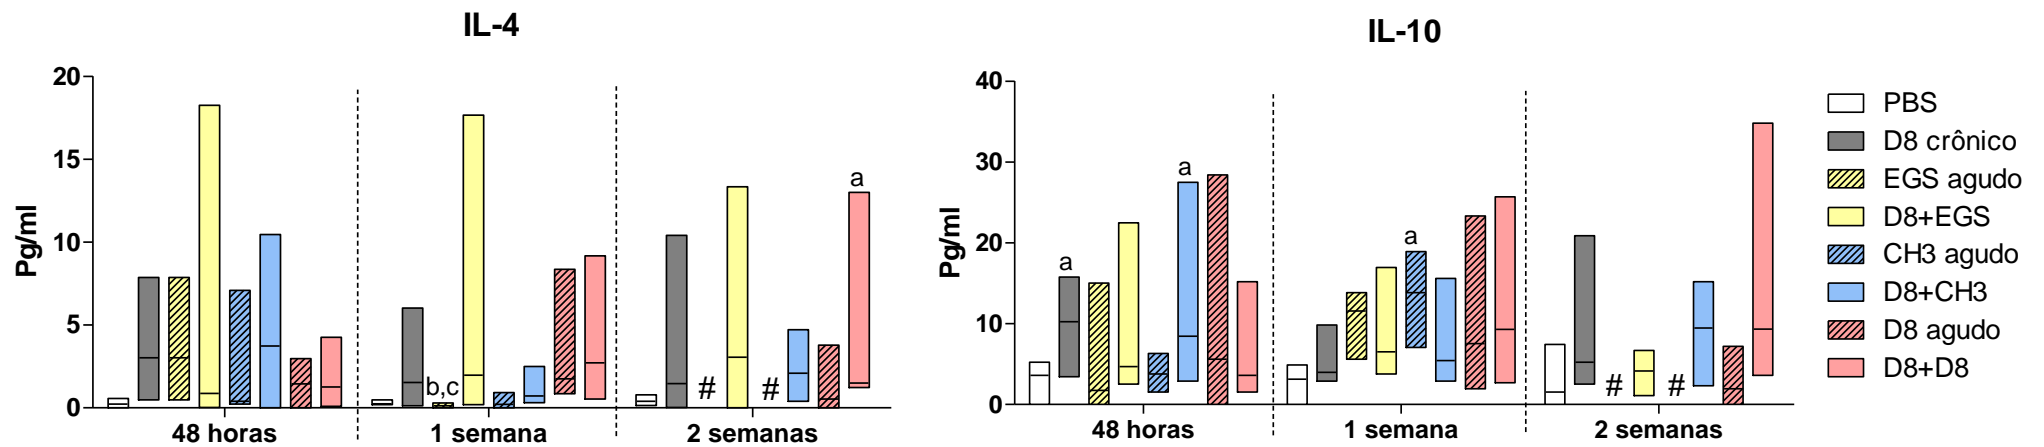 IL-4
20
15
10
5
0
Pg/ml
b,c
#
#
a
48 horas
1 semana
2 semanas
IL-10
40
30
20
10
0
Pg/ml
a
a
a
#
#
48 horas
1 semana
2 semanas
PBS
D8 crônico
EGS agudo
D8+EGS
CH3 agudo
D8+CH3
D8 agudo
D8+D8